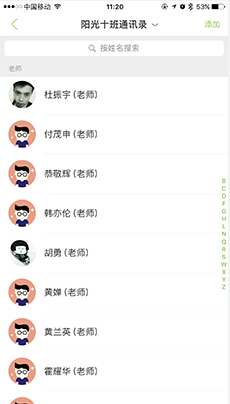 中国移动 11:20 53%
阳光十班通讯录 添加
按姓名搜索
老师
杜振宇 (老师)
付茂申 (老师)
恭敬辉 (老师)
韩亦伦 (老师)
胡勇 (老师)
黄婵 (老师)
黄兰英 (老师)
霍耀华 (老师)
B
C
D
F
G
H
L
N
Q
R
S
W
X
Y
Z